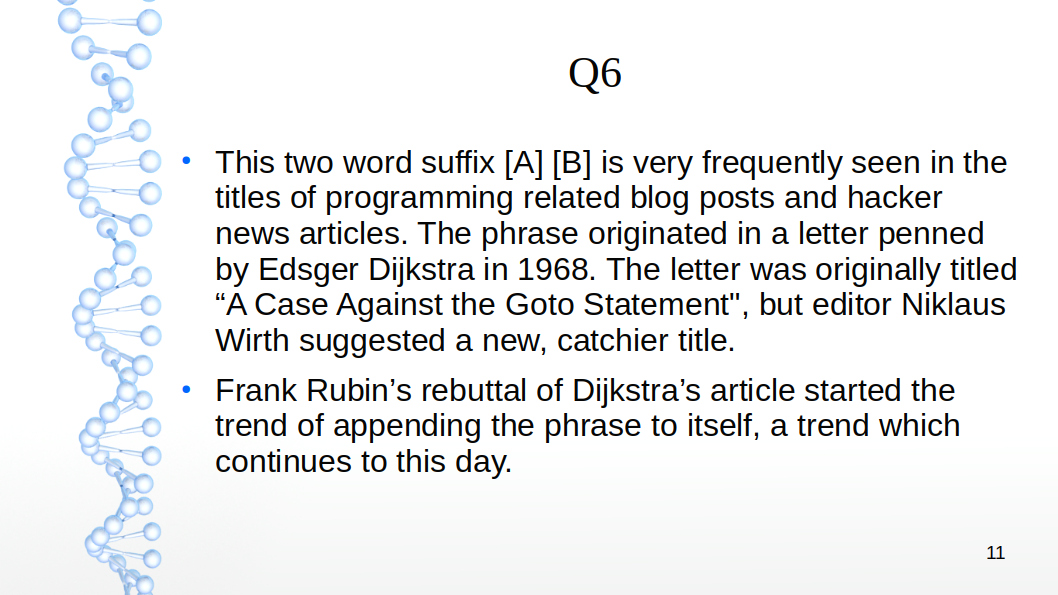 Q6
• This two word suffix [A] [B] is very frequently seen in the
titles of programming related blog posts and hacker
news articles. The phrase originated in a letter penned
by Edsger Dijkstra in 1968. The letter was originally titled
“A Case Against the Goto Statement", but editor Niklaus
Wirth suggested a new, catchier title.
• Frank Rubin’s rebuttal of Dijkstra’s article started the
trend of appending the phrase to itself, a trend which
continues to this day.
11